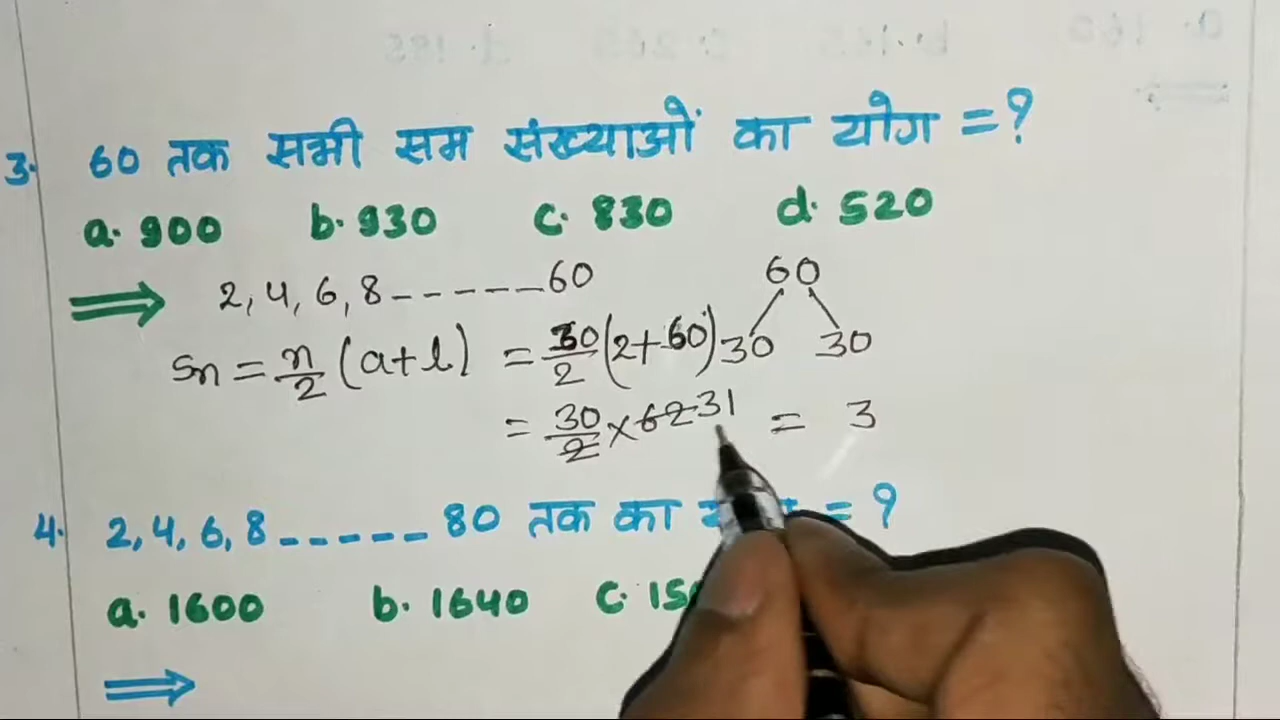 3. 60 तक सभी सम संख्याओं का योग = ?
a. 900 b. 930 c. 830 d. 520
2, 4, 6, 8 ----- 60
60
30 30
Sn = n/2 (a+l) = 30/2 (2+60)
= 30/2 × 62 31 = 3
4. 2, 4, 6, 8 ----- 80 तक का = ?
a. 1600 b. 1640 c.